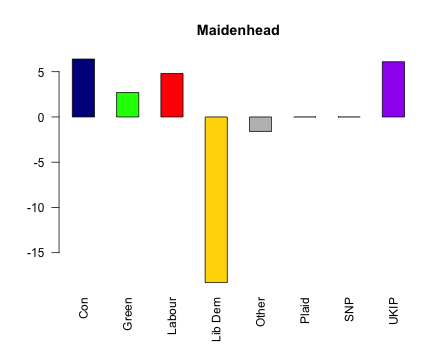 Maidenhead
5
0
-5
-10
-15
Con
Green
Labour
Lib Dem
Other
Plaid
SNP
UKIP